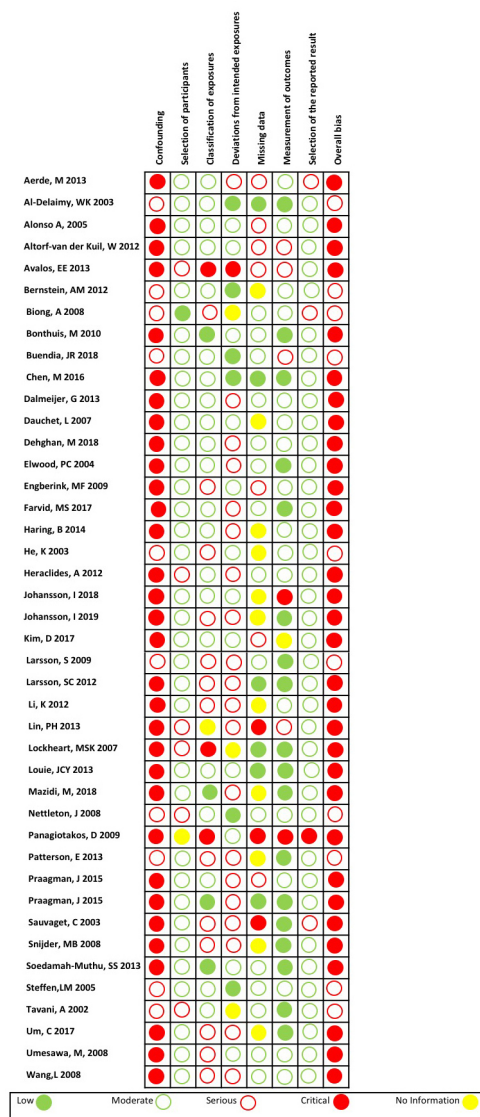 Confounding
Selection of participants
Classification of exposures
Deviations from intended exposures
Missing data
Measurement of outcomes
Selection of the reported result
Overall bias
Aerde, M 2013
Al-Delaimy, WK 2003
Alonso A, 2005
Altorf-van der Kuil, W 2012
Avalos, EE 2013
Bernstein, AM 2012
Biong, A 2008
Bonthuis, M 2010
Buendia, JR 2018
Chen, M 2016
Dalmeijer, G 2013
Dauchet, L 2007
Dehghan, M 2018
Elwood, PC 2004
Engberink, MF 2009
Farvid, MS 2017
Haring, B 2014
He, K 2003
Heraclides, A 2012
Johansson, I 2018
Johansson, I 2019
Kim, D 2017
Larsson, S 2009
Larsson, SC 2012
Li, K 2012
Lin, PH 2013
Lockheart, MSK 2007
Louie, JCY 2013
Mazidi, M, 2018
Nettleton, J 2008
Panagiotakos, D 2009
Patterson, E 2013
Praagman, J 2015
Praagman, J 2015
Sauvaget, C 2003
Snijder, MB 2008
Soedamah-Muthu, SS 2013
Steffen,LM 2005
Tavani, A 2002
Um, C 2017
Umesawa, M, 2008
Wang,L 2008
Low Moderate Serious Critical No Information